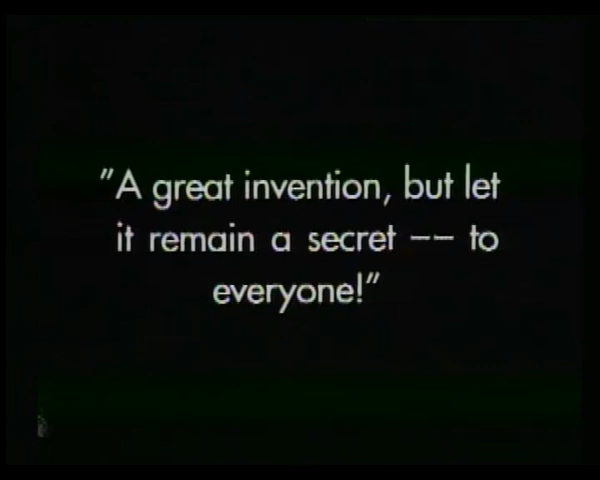 "A great invention, but let
it remain a secret -- to
everyone!"